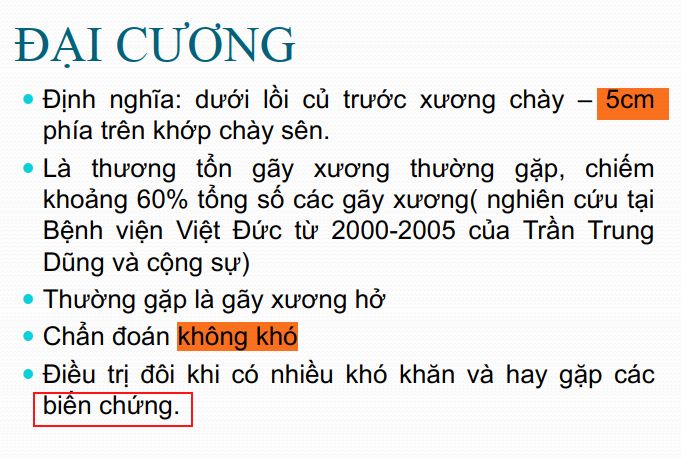 ĐẠI CƯƠNG
Định nghĩa: dưới lồi củ trước xương chày – 5cm
phía trên khớp chày sên.
Là thương tổn gãy xương thường gặp, chiếm
khoảng 60% tổng số các gãy xương( nghiên cứu tại
Bệnh viện Việt Đức từ 2000-2005 của Trần Trung
Dũng và cộng sự)
Thường gặp là gãy xương hở
Chẩn đoán không khó
Điều trị đôi khi có nhiều khó khăn và hay gặp các
biến chứng.